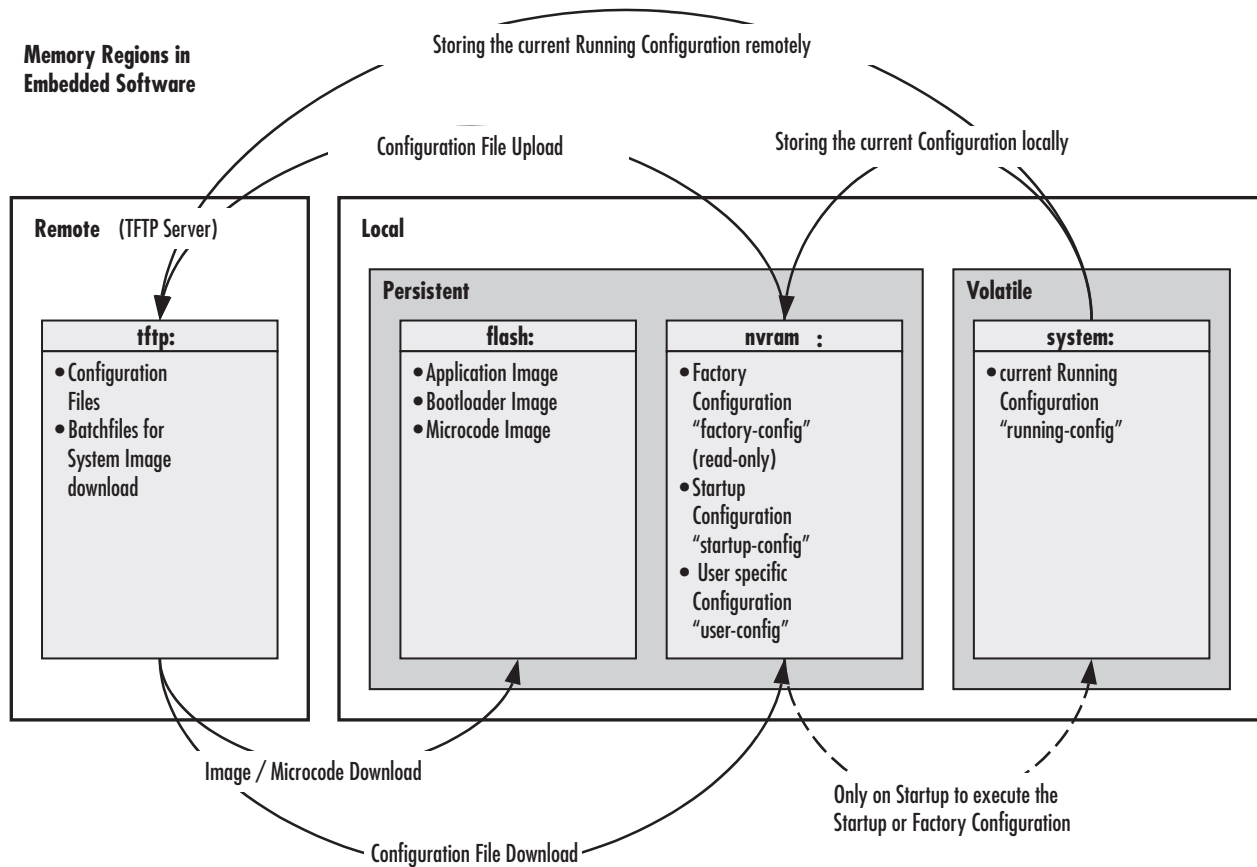 Storing the current Running Configuration remotely
Memory Regions in
Embedded Software
Configuration File Upload
Storing the current Configuration locally
Remote (TFTP Server)
Local
Persistent
Volatile
tftp:
• Configuration
Files
• Batchfiles for
System Image
download
flash:
• Application Image
• Bootloader Image
• Microcode Image
nvram :
• Factory
Configuration
“factory-config”
(read-only)
• Startup
Configuration
“startup-config”
• User specific
Configuration
“user-config”
system:
• current Running
Configuration
“running-config”
Image / Microcode Download
Only on Startup to execute the
Startup or Factory Configuration
Configuration File Download